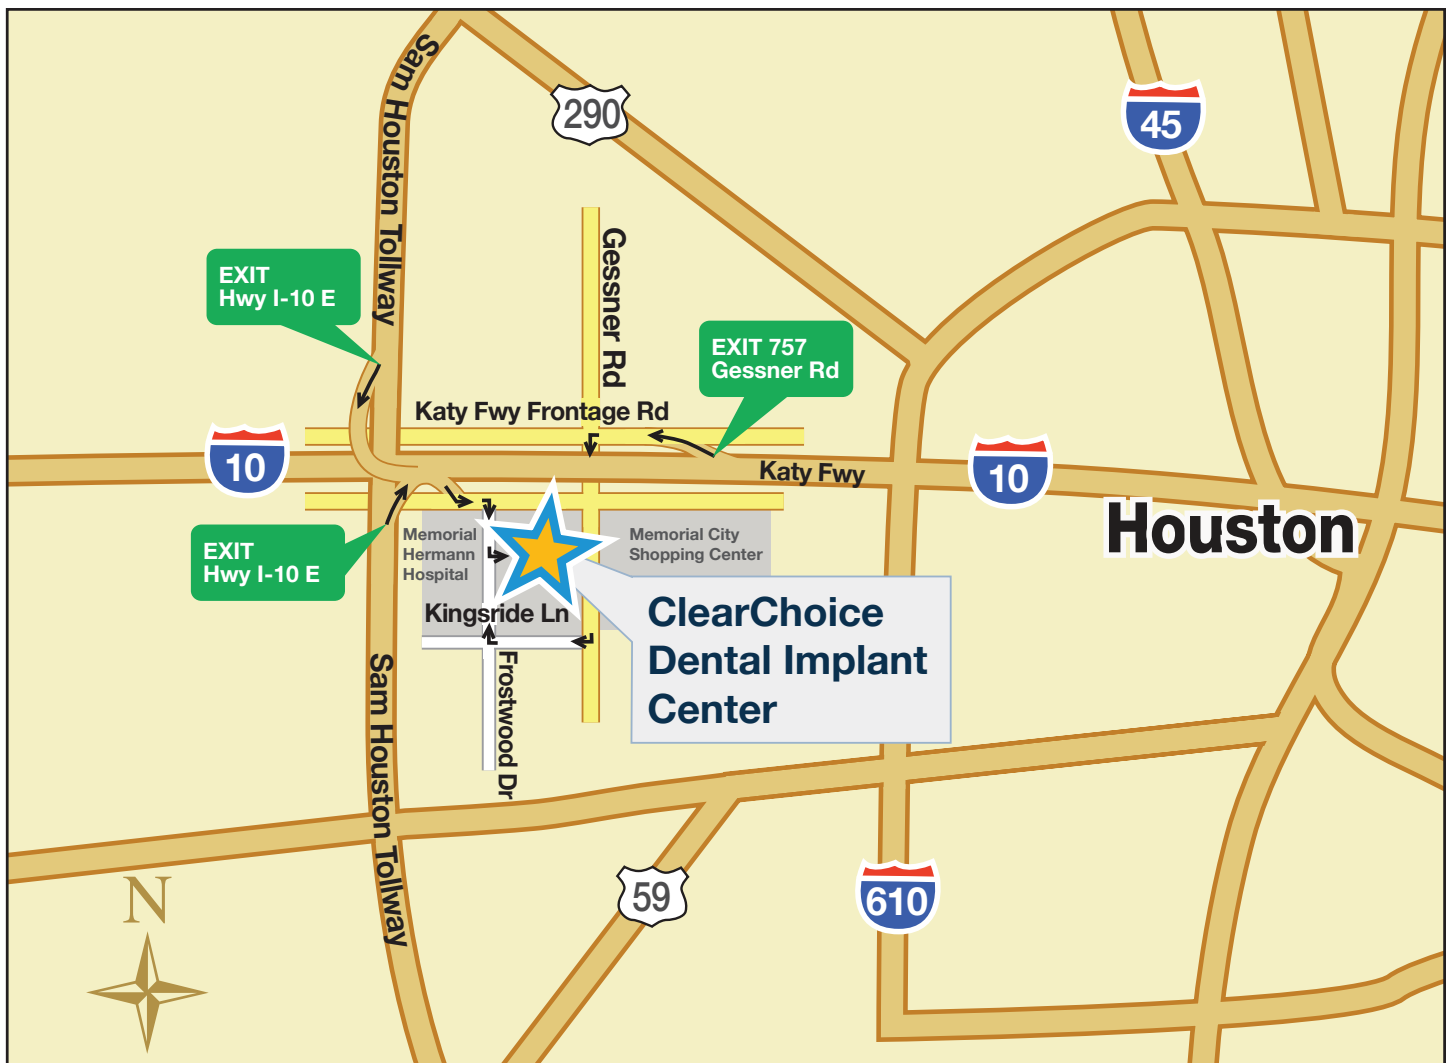 Sam Houston Tollway
290
45
EXIT
Hwy I-10 E
Gessner Rd
EXIT 757
Gessner Rd
Katy Fwy Frontage Rd
10
Katy Fwy
10
Houston
Memorial
Hermann
Hospital
Memorial City
Shopping Center
EXIT
Hwy I-10 E
Kingsride Ln
ClearChoice
Dental Implant
Center
Frostwood Dr
Sam Houston Tollway
59
610
N